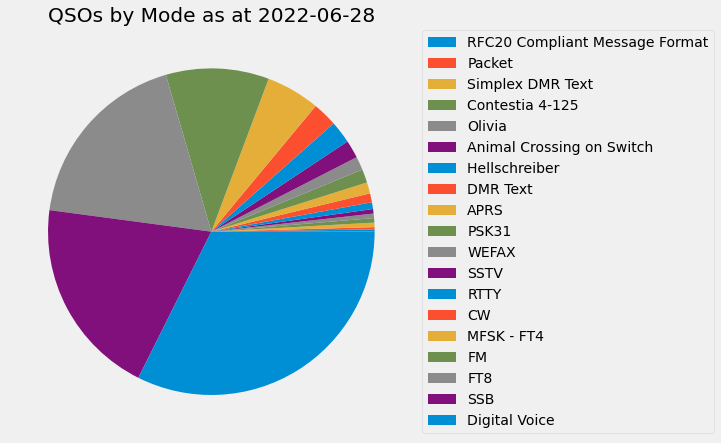 QSOs by Mode as at 2022-06-28
RFC20 Compliant Message Format
Packet
Simplex DMR Text
Contestia 4-125
Olivia
Animal Crossing on Switch
Hellschreiber
DMR Text
APRS
PSK31
WEFAX
SSTV
RTTY
CW
MFSK - FT4
FM
FT8
SSB
Digital Voice